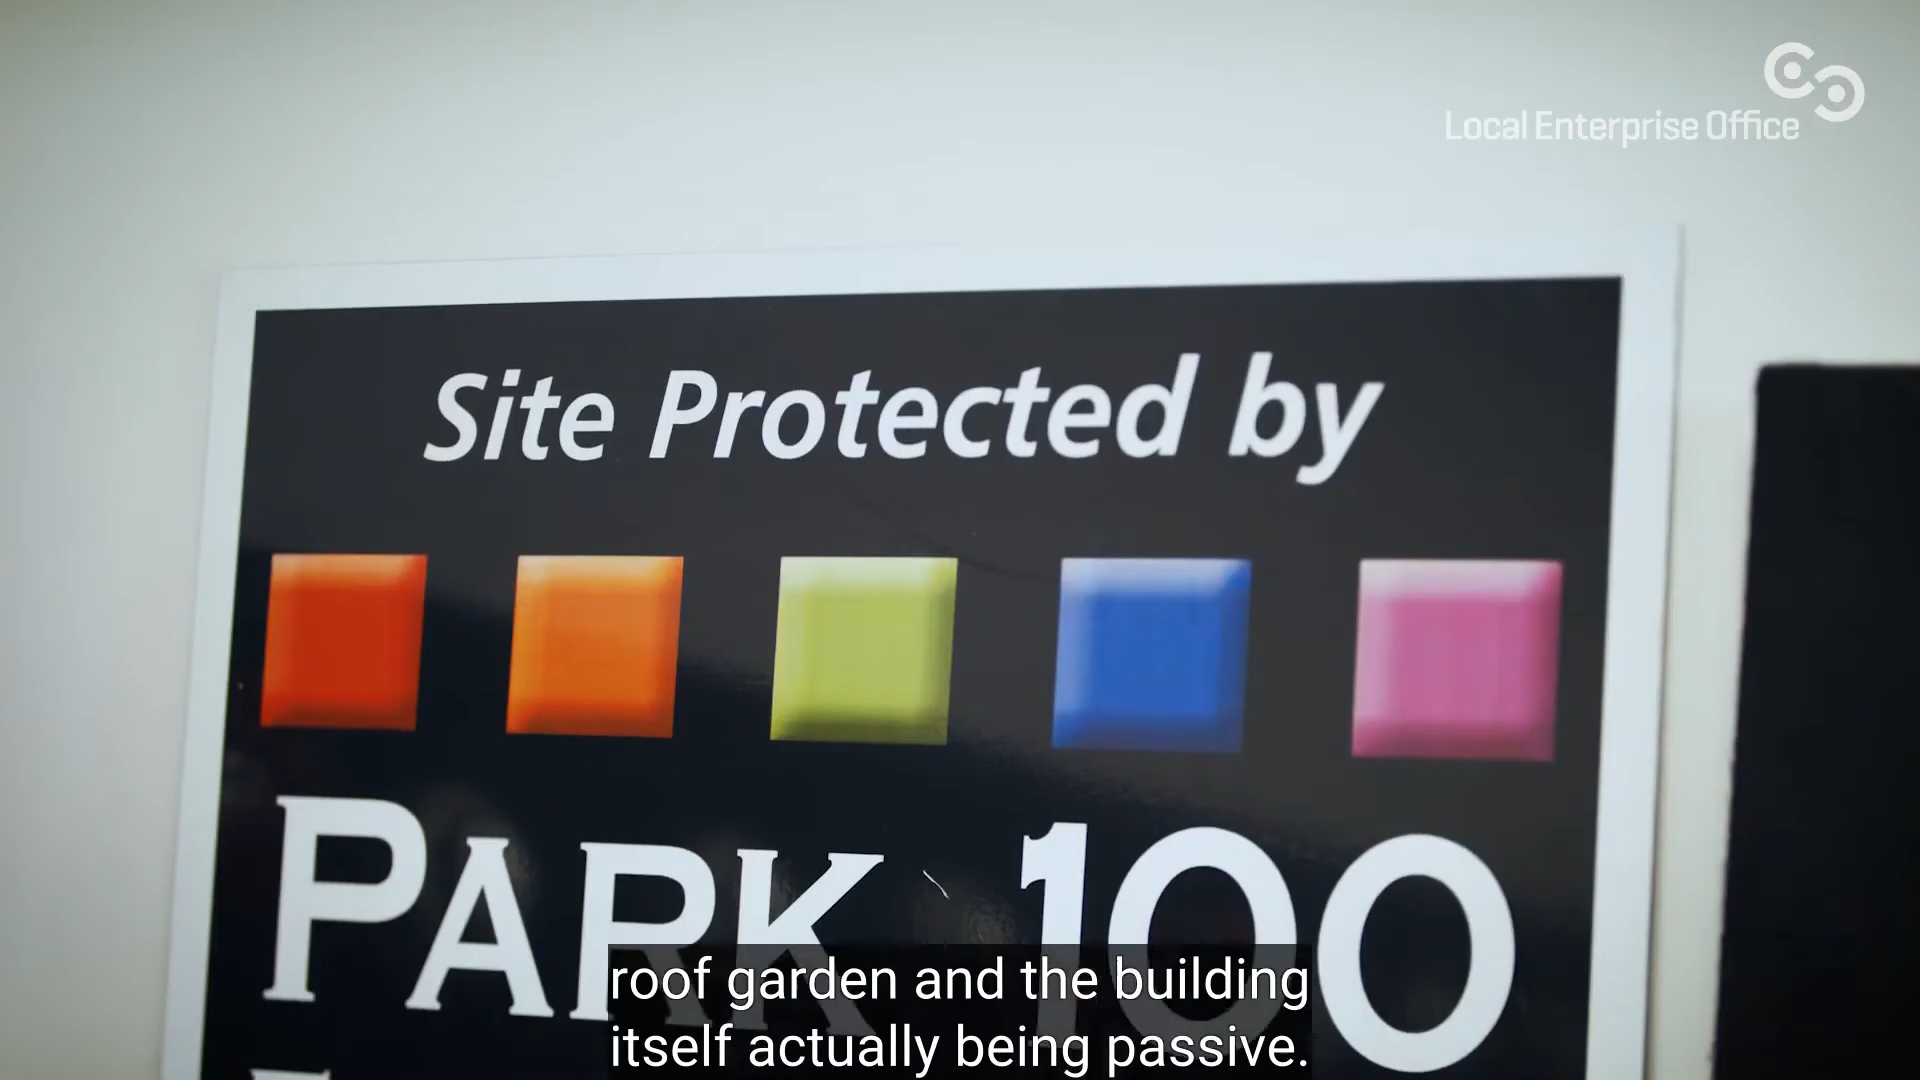 Local Enterprise Office
Site Protected by
PARK 100
roof garden and the building
itself actually being passive.